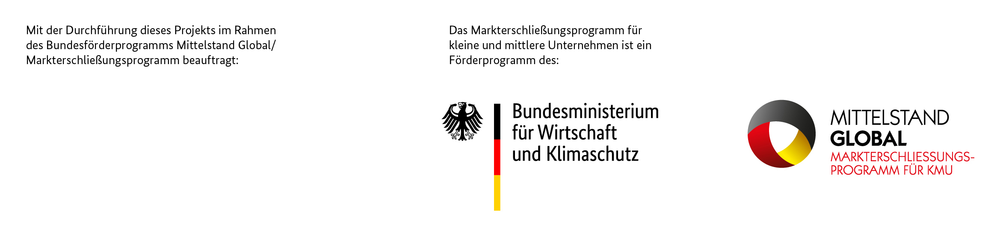 Mit der Durchführung dieses Projekts im Rahmen
des Bundesförderprogramms Mittelstand Global/
Markterschließungsprogramm beauftragt:
Das Markterschließungsprogramm für
kleine und mittlere Unternehmen ist ein
Förderprogramm des:
Bundesministerium
für Wirtschaft
und Klimaschutz
MITTELSTAND
GLOBAL
MARKTERSCHLIESSUNGS-
PROGRAMM FÜR KMU